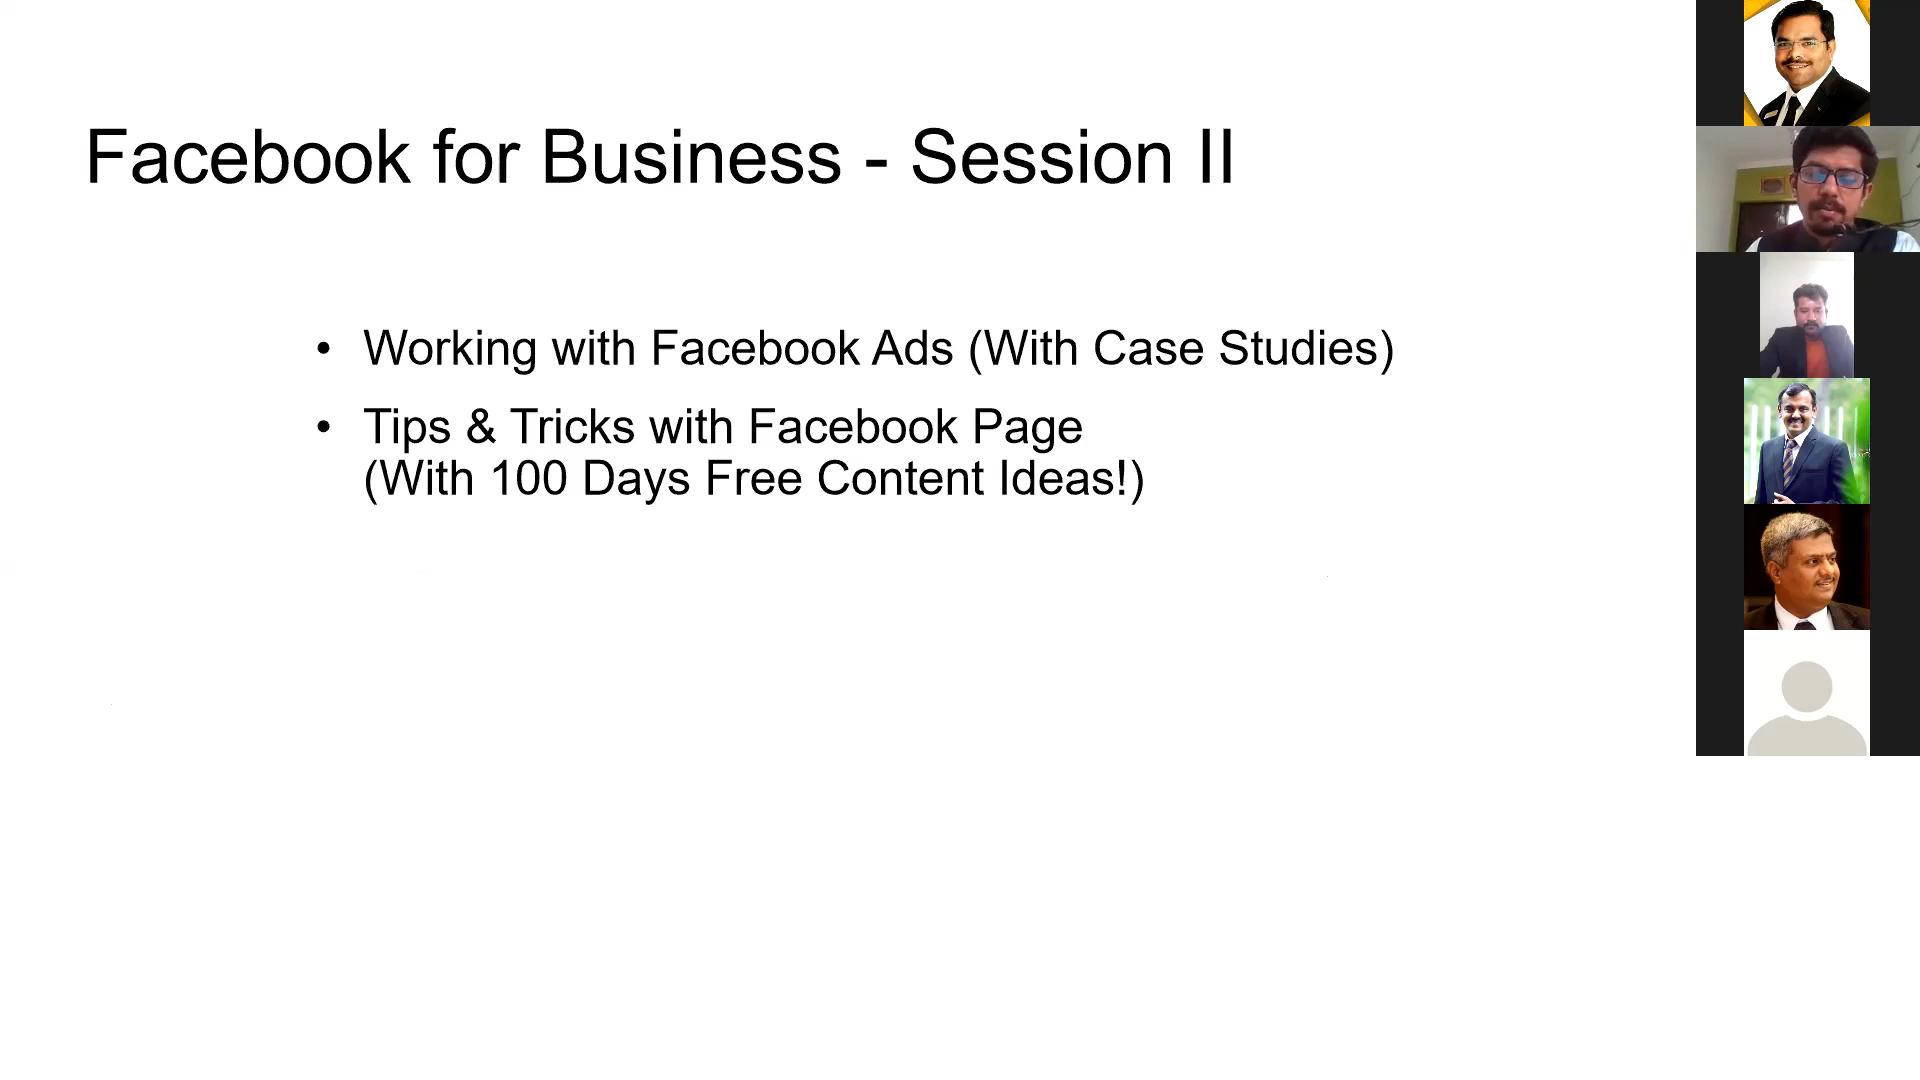 Facebook for Business - Session II
• Working with Facebook Ads (With Case Studies)
• Tips & Tricks with Facebook Page
(With 100 Days Free Content Ideas!)